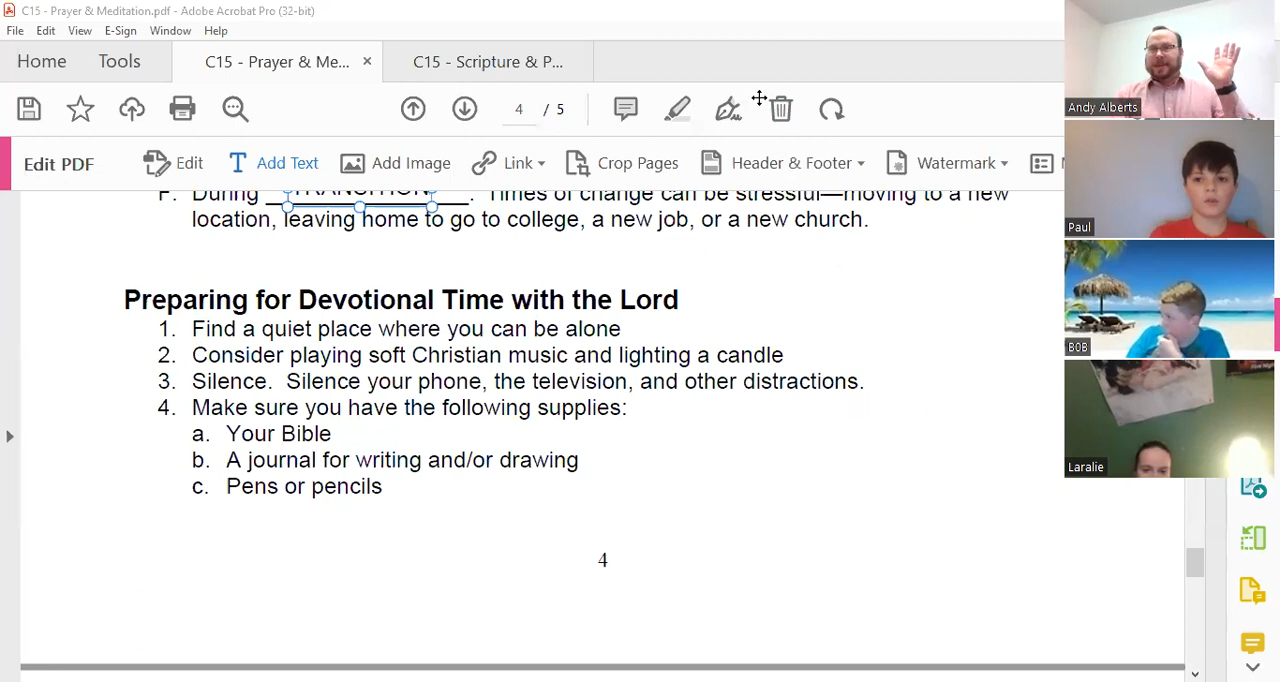 C15 - Prayer & Meditation.pdf - Adobe Acrobat Pro (32-bit)
File Edit View E-Sign Window Help
Home Tools C15 - Prayer & Me... × C15 - Scripture & P...
4 / 5
Edit PDF Edit Add Text Add Image Link Crop Pages Header & Footer Watermark
F. During TRANSITION. Times of change can be stressful—moving to a new
location, leaving home to go to college, a new job, or a new church.
Preparing for Devotional Time with the Lord
1. Find a quiet place where you can be alone
2. Consider playing soft Christian music and lighting a candle
3. Silence. Silence your phone, the television, and other distractions.
4. Make sure you have the following supplies:
a. Your Bible
b. A journal for writing and/or drawing
c. Pens or pencils
4
Andy Alberts
Paul
BOB
Laralie